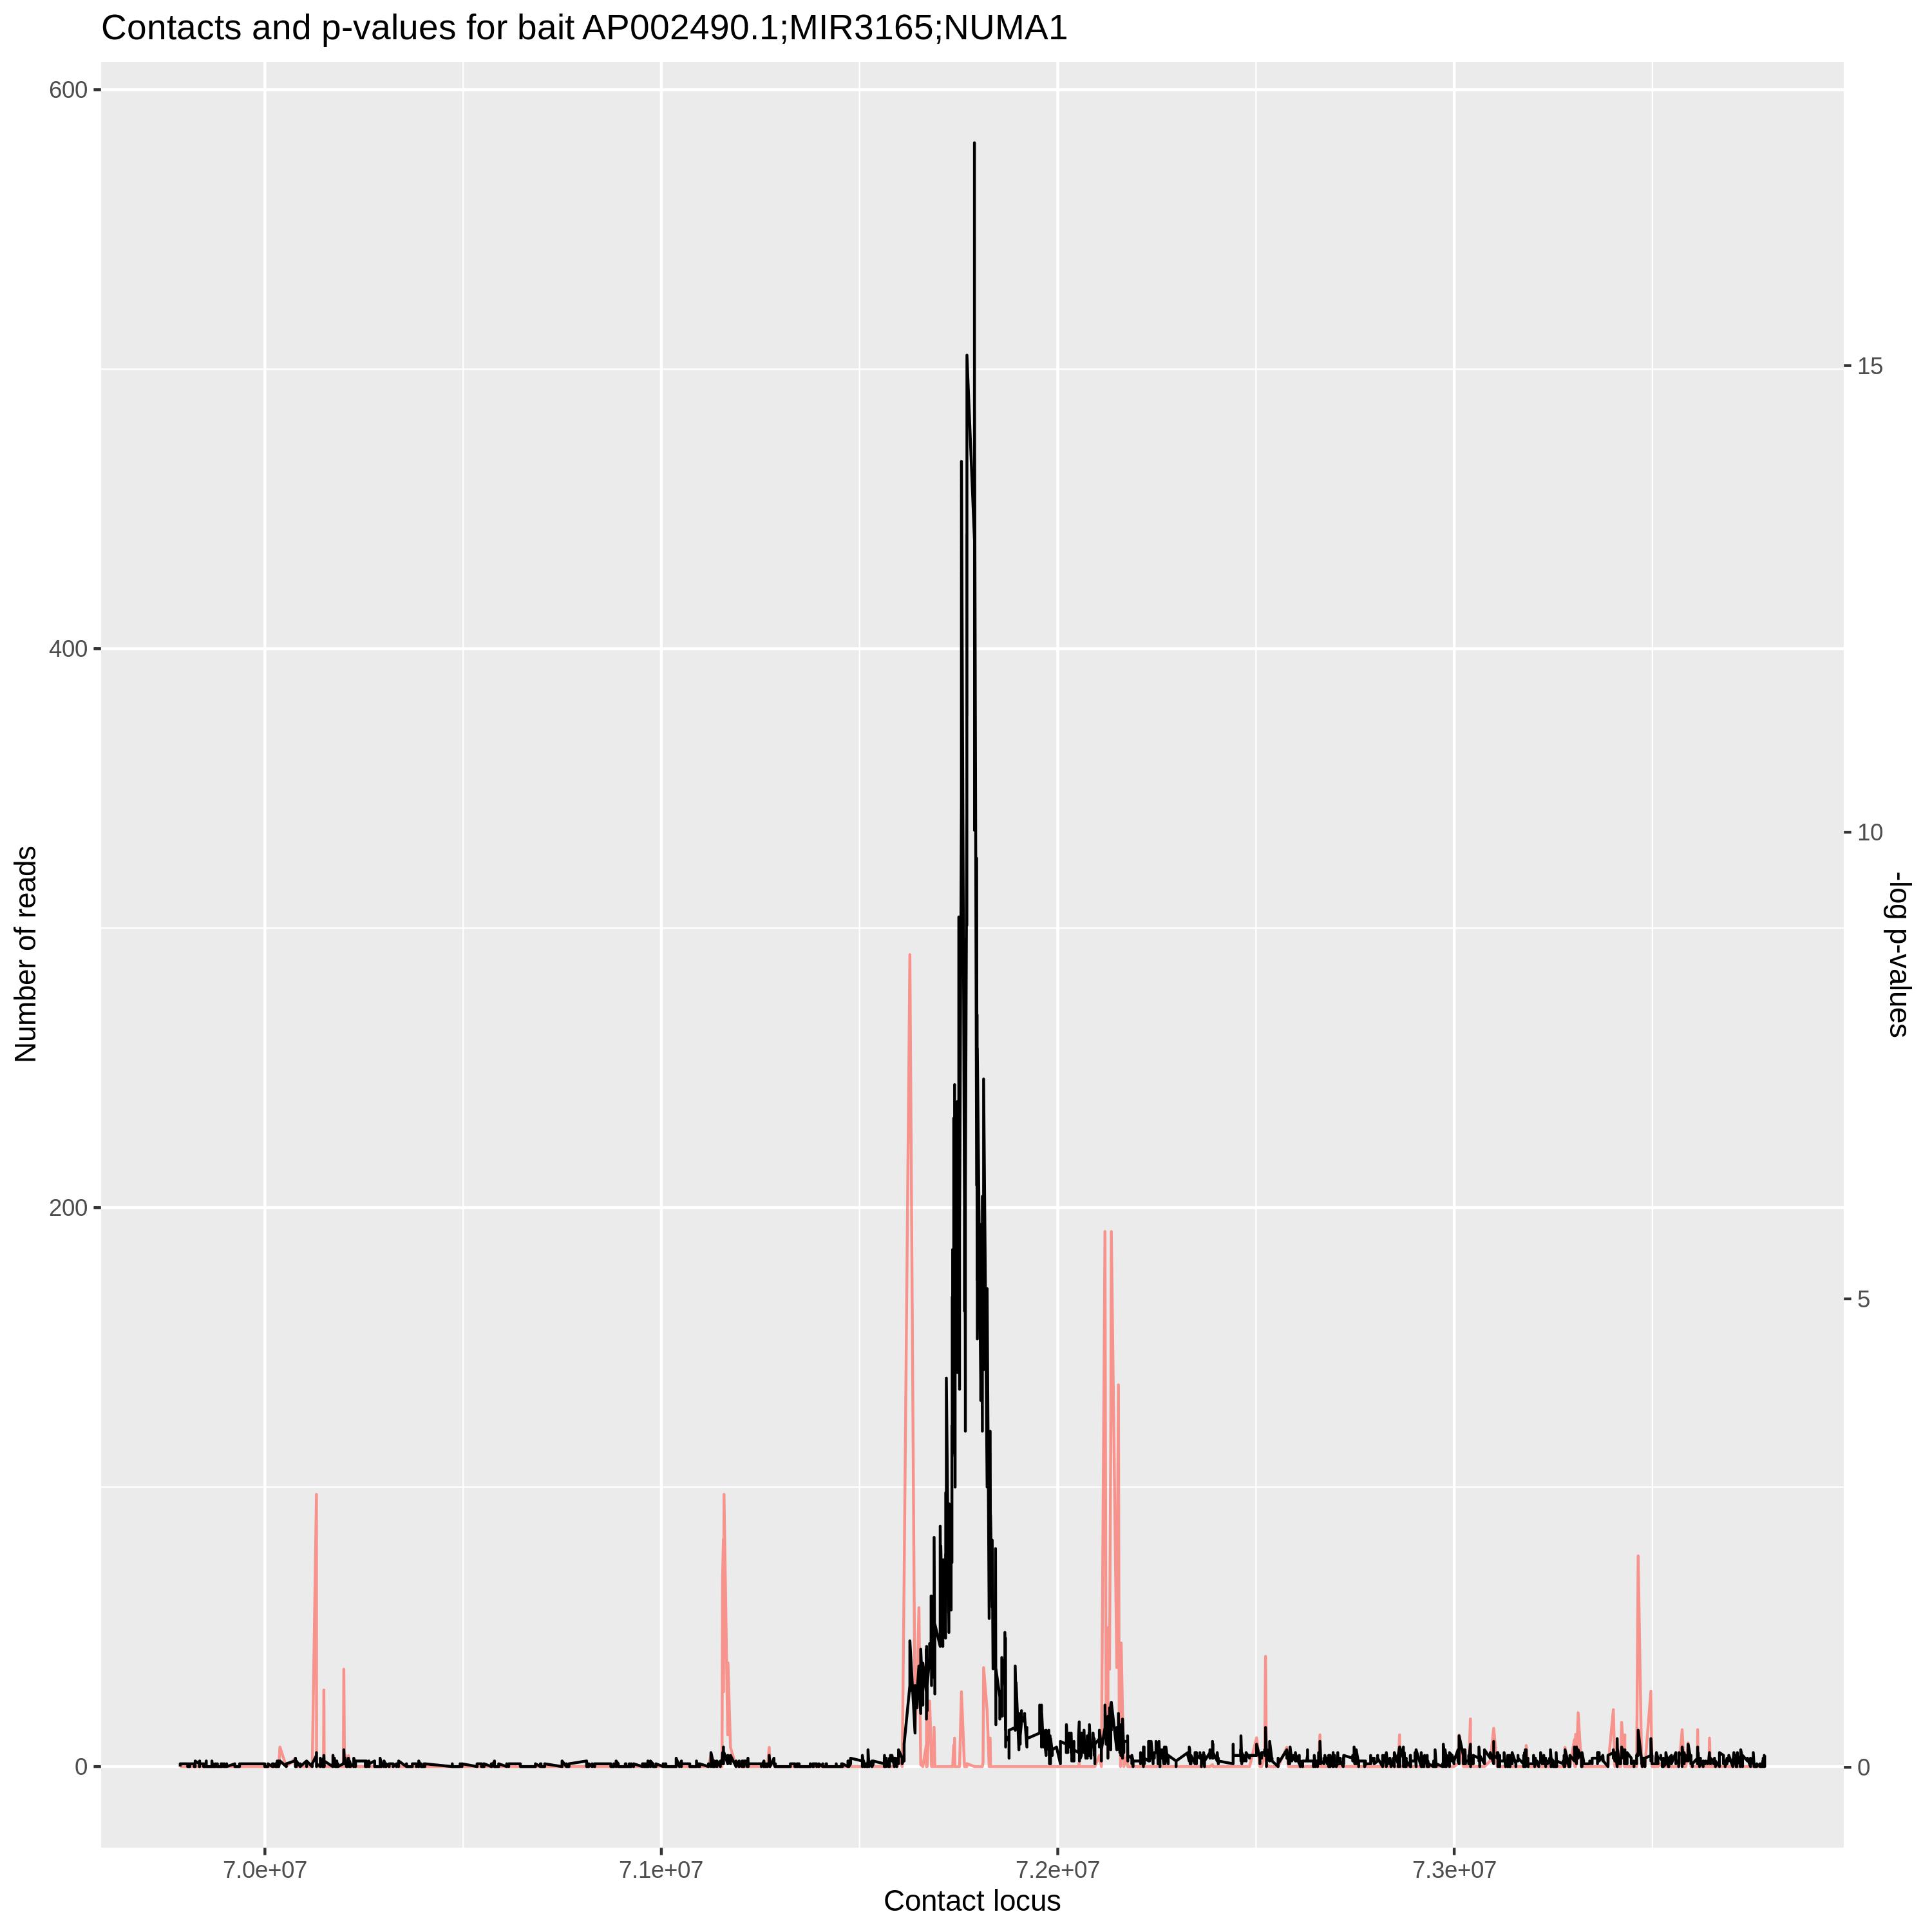 Contacts and p-values for bait AP002490.1;MIR3165;NUMA1
600
400
200
0
Number of reads
15
10
5
0
-log p-values
7.0e+07 7.1e+07 7.2e+07 7.3e+07
Contact locus